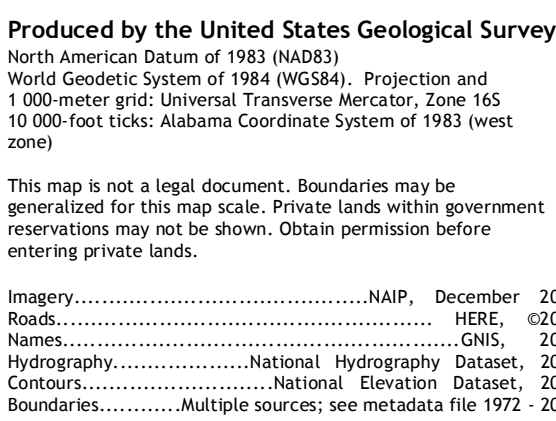 Produced by the United States Geological Survey
North American Datum of 1983 (NAD83)
World Geodetic System of 1984 (WGS84). Projection and
1 000-meter grid: Universal Transverse Mercator, Zone 16S
10 000-foot ticks: Alabama Coordinate System of 1983 (west
zone)
This map is not a legal document. Boundaries may be
generalized for this map scale. Private lands within government
reservations may not be shown. Obtain permission before
entering private lands.
Imagery.....................................NAIP, December
Roads............................................... HERE,
Names..................................................GNIS,
Hydrography.................National Hydrography Dataset,
Contours........................National Elevation Dataset,
Boundaries............Multiple sources; see metadata file 1972 -